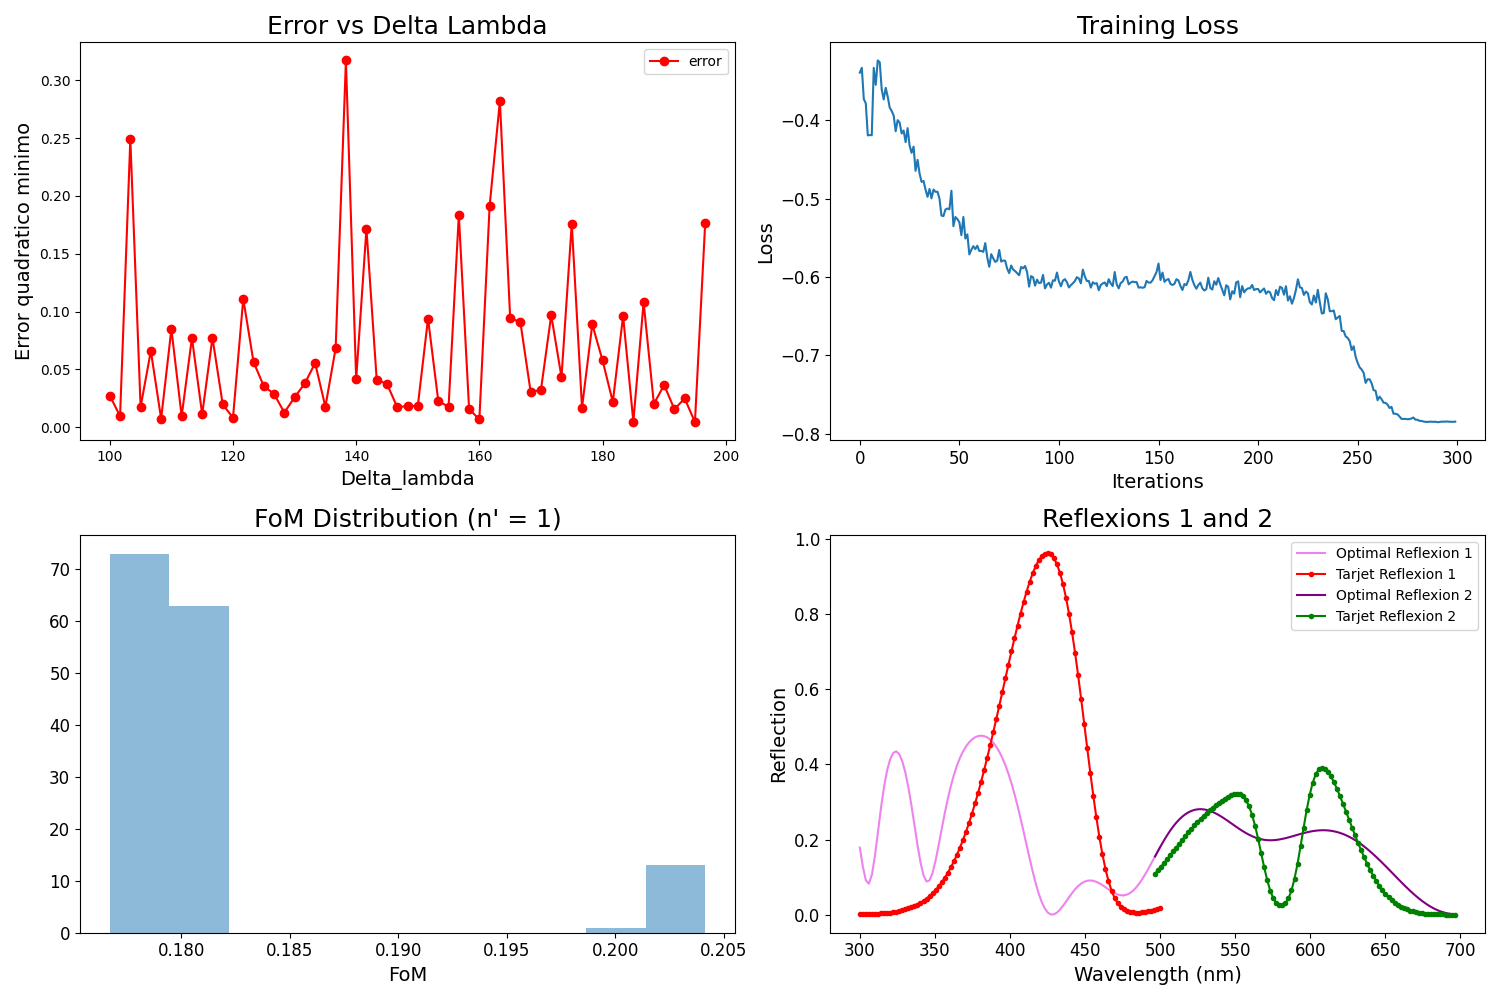 Error vs Delta Lambda
error
0.30
0.25
0.20
0.15
0.10
0.05
0.00
Error quadratico minimo
100 120 140 160 180 200
Delta_lambda
Training Loss
−0.4
−0.5
−0.6
−0.7
−0.8
Loss
0 50 100 150 200 250 300
Iterations
FoM Distribution (n' = 1)
70
60
50
40
30
20
10
0
0.180 0.185 0.190 0.195 0.200 0.205
FoM
Reflexions 1 and 2
Optimal Reflexion 1
Tarjet Reflexion 1
Optimal Reflexion 2
Tarjet Reflexion 2
1.0
0.8
0.6
0.4
0.2
0.0
Reflection
300 350 400 450 500 550 600 650 700
Wavelength (nm)